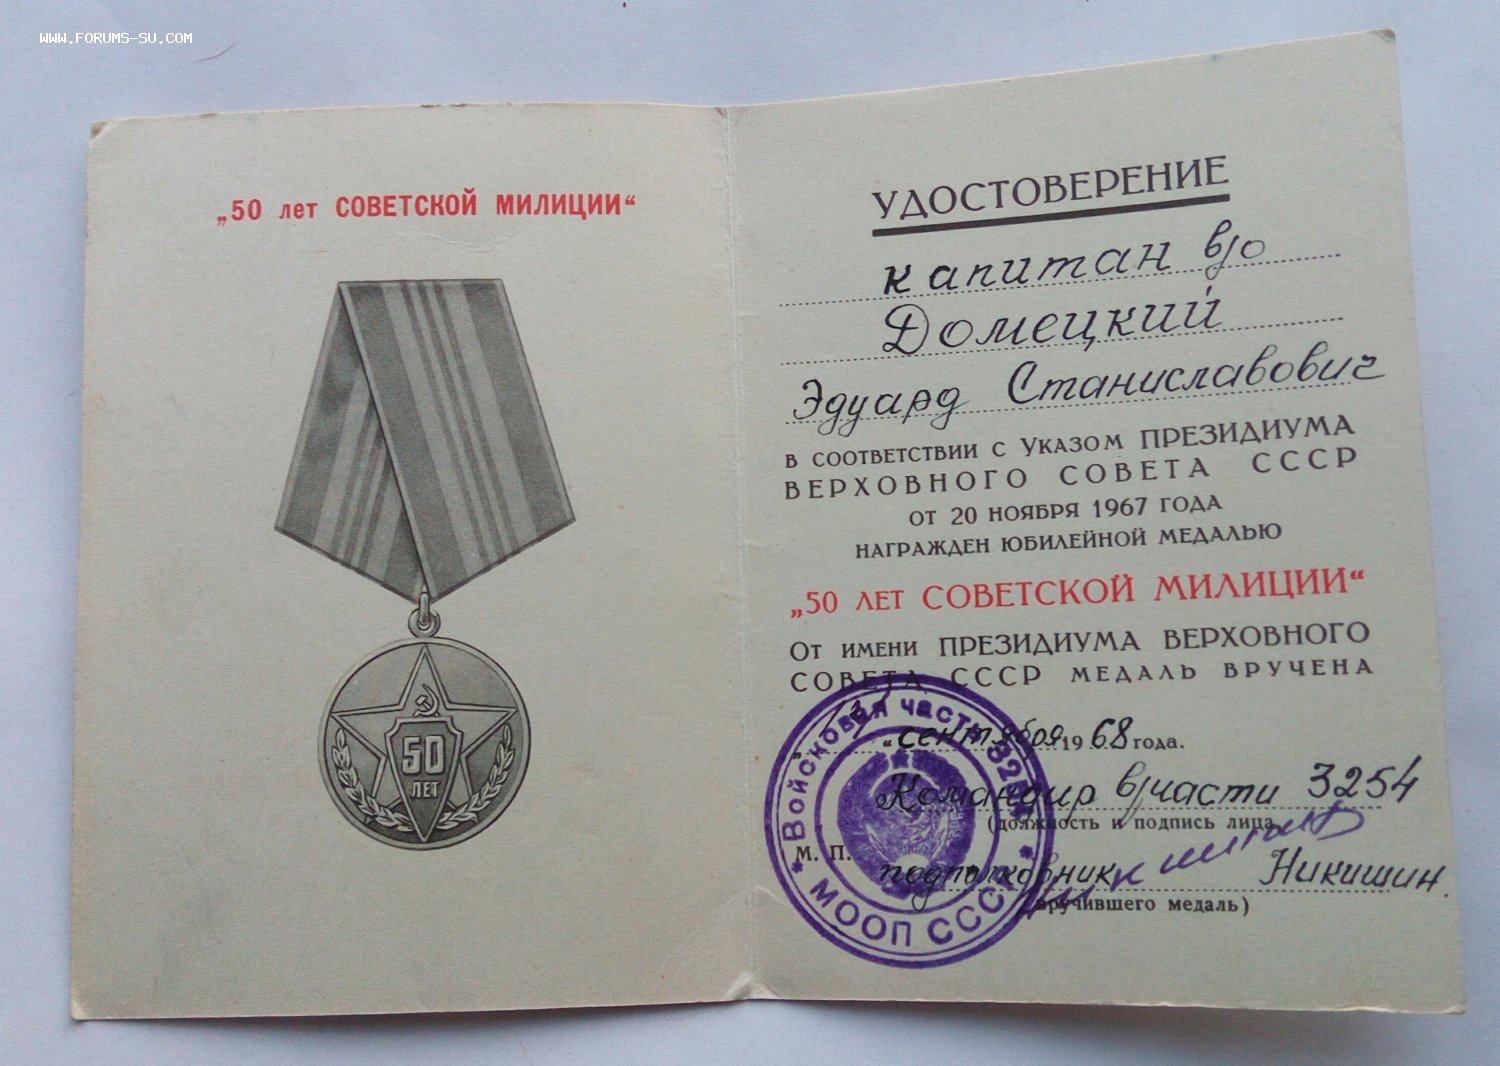 WWW.FORUMS-SU.COM
„50 лет СОВЕТСКОЙ МИЛИЦИИ“
50
ЛЕТ
УДОСТОВЕРЕНИЕ
капитан в/о
Домецкий
Эдуард Станиславович
В СООТВЕТСТВИИ С УКАЗОМ ПРЕЗИДИУМА
ВЕРХОВНОГО СОВЕТА СССР
ОТ 20 НОЯБРЯ 1967 ГОДА
НАГРАЖДЕН ЮБИЛЕЙНОЙ МЕДАЛЬЮ
„50 ЛЕТ СОВЕТСКОЙ МИЛИЦИИ“
ОТ ИМЕНИ ПРЕЗИДИУМА ВЕРХОВНОГО
СОВЕТА СССР МЕДАЛЬ ВРУЧЕНА
“ сентября 1968 года.
Командир в/части 3254
(должность и подпись лица,
М. П. подполковник Никишин.
вручившего медаль)
Войсковая часть 3254
МООП СССР